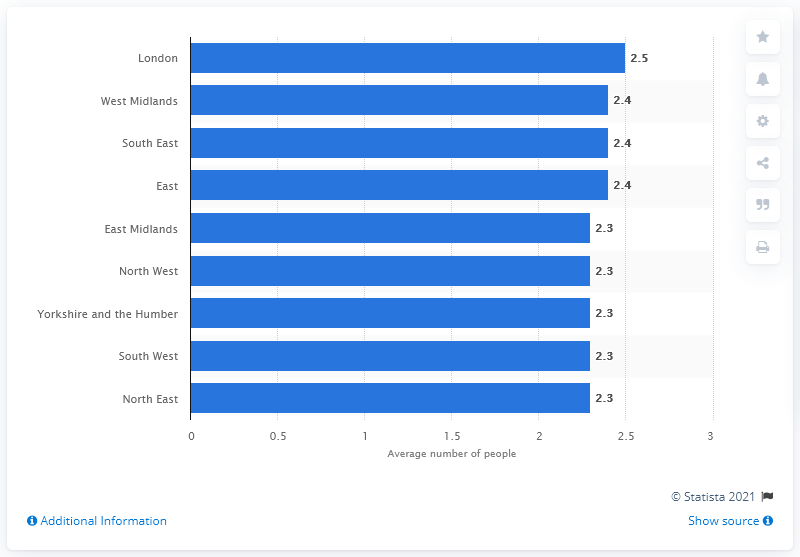 London 2.5
West Midlands 2.4
South East 2.4
East 2.4
East Midlands 2.3
North West 2.3
Yorkshire and the Humber 2.3
South West 2.3
North East 2.3
0 0.5 1 1.5 2 2.5 3
Average number of people
© Statista 2021
Additional Information Show source